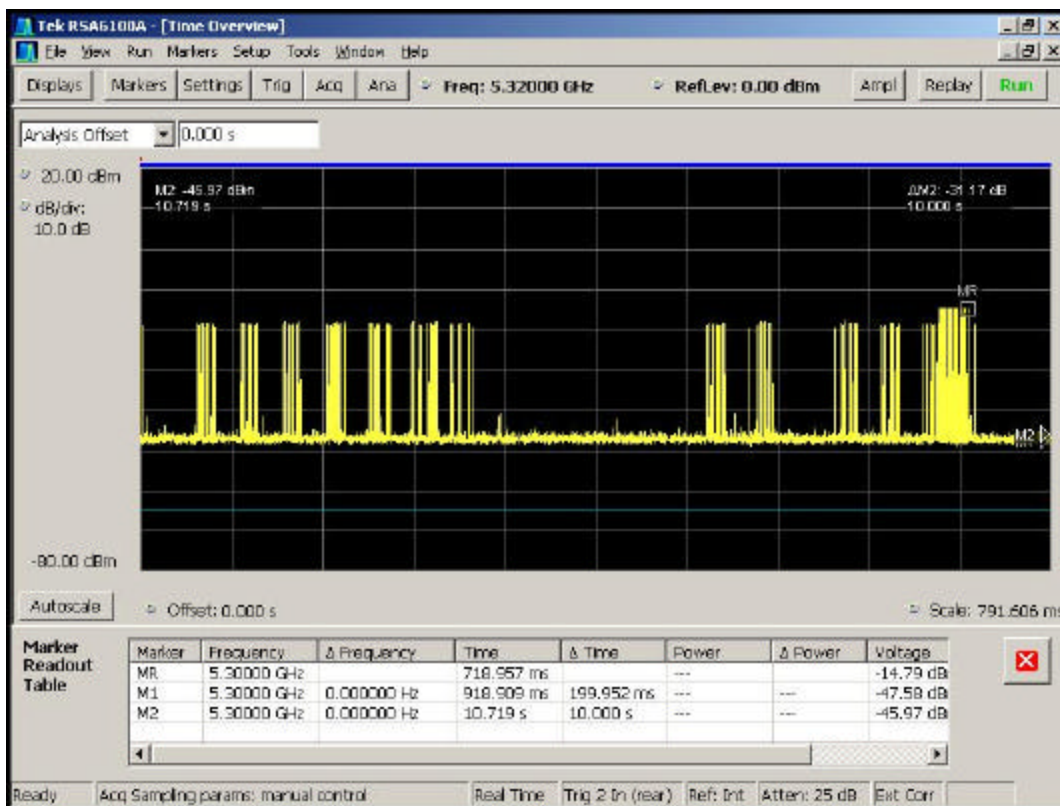 Tek RSA6100A - [Time Overview]
File View Run Markers Setup Tools Window Help
Displays Markers Settings Trig Acq Ana Freq: 5.32000 GHz RefLev: 0.00 dBm Ampl Replay Run
Analysis Offset 0.000 s
20.00 dBm
dB/div:
10.0 dB
M2: -45.97 dBm
10.719 s
ΔM2: -31.17 dB
10.000 s
MR
M2
-80.00 dBm
Autoscale Offset: 0.000 s Scale: 791.606 ms
Marker
Readout
Table
Marker Frequency Δ Frequency Time Δ Time Power Δ Power Voltage
MR 5.30000 GHz 718.957 ms --- -14.79 dB
M1 5.30000 GHz 0.000000 Hz 918.909 ms 199.952 ms --- --- -47.58 dB
M2 5.30000 GHz 0.000000 Hz 10.719 s 10.000 s --- --- -45.97 dB
Ready Acq Sampling params: manual control Real Time Trig 2 In (rear) Ref: Int Atten: 25 dB Ext Corr